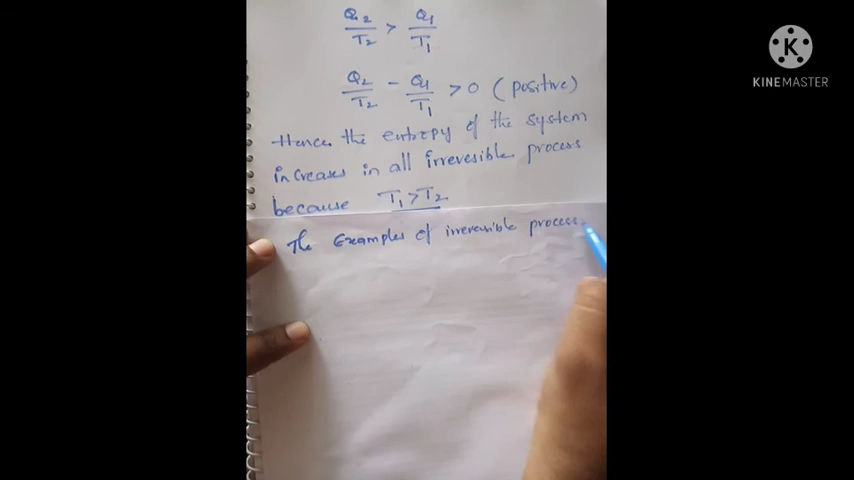 Q2/T2 > Q1/T1
Q2/T2 - Q1/T1 > 0 (positive)
Hence the entropy of the system
increases in all irrevesible process
because T1 > T2
The Examples of irreversible process.
K
KINEMASTER